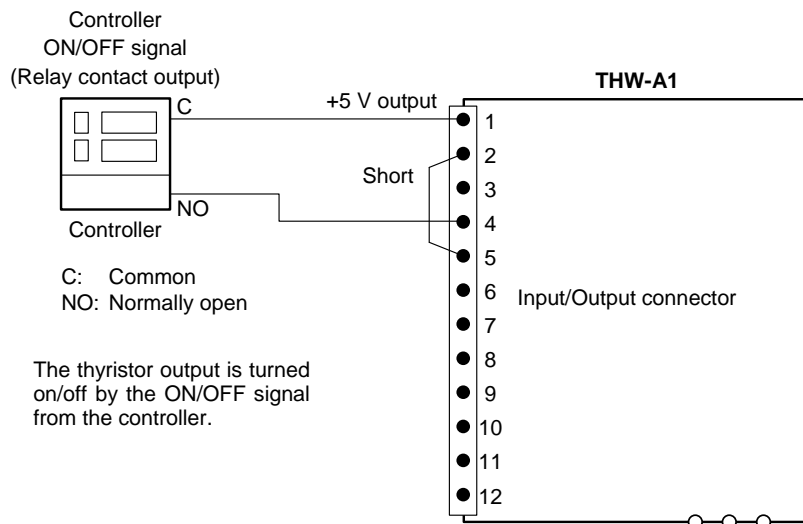 Controller
ON/OFF signal
(Relay contact output)
C
+5 V output
THW-A1
1
2
Short
3
NO
4
Controller
5
C: Common
6
Input/Output connector
NO: Normally open
7
8
The thyristor output is turned
on/off by the ON/OFF signal
from the controller.
9
10
11
12